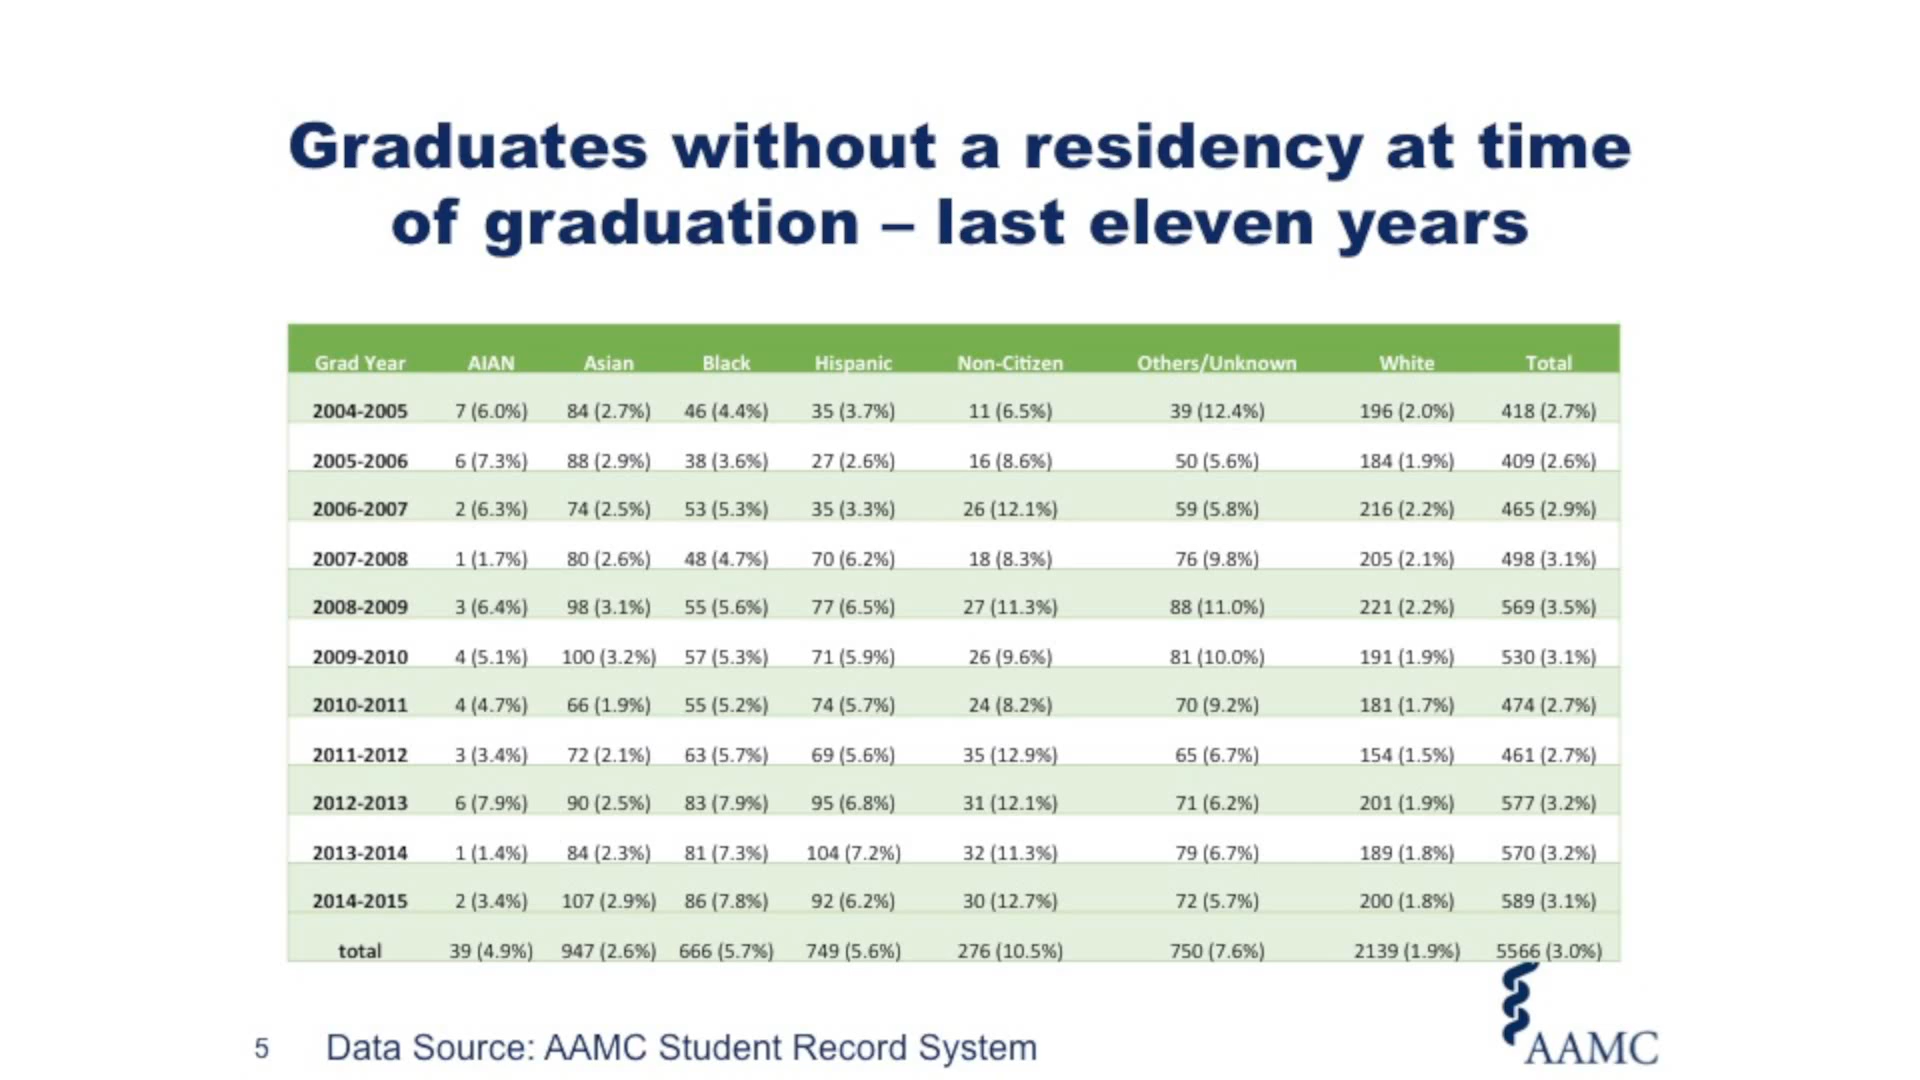 Graduates without a residency at time
of graduation – last eleven years
Grad Year AIAN Asian Black Hispanic Non-Citizen Others/Unknown White Total
2004-2005 7 (6.0%) 84 (2.7%) 46 (4.4%) 35 (3.7%) 11 (6.5%) 39 (12.4%) 196 (2.0%) 418 (2.7%)
2005-2006 6 (7.3%) 88 (2.9%) 38 (3.6%) 27 (2.6%) 16 (8.6%) 50 (5.6%) 184 (1.9%) 409 (2.6%)
2006-2007 2 (6.3%) 74 (2.5%) 53 (5.3%) 35 (3.3%) 26 (12.1%) 59 (5.8%) 216 (2.2%) 465 (2.9%)
2007-2008 1 (1.7%) 80 (2.6%) 48 (4.7%) 70 (6.2%) 18 (8.3%) 76 (9.8%) 205 (2.1%) 498 (3.1%)
2008-2009 3 (6.4%) 98 (3.1%) 55 (5.6%) 77 (6.5%) 27 (11.3%) 88 (11.0%) 221 (2.2%) 569 (3.5%)
2009-2010 4 (5.1%) 100 (3.2%) 57 (5.3%) 71 (5.9%) 26 (9.6%) 81 (10.0%) 191 (1.9%) 530 (3.1%)
2010-2011 4 (4.7%) 66 (1.9%) 55 (5.2%) 74 (5.7%) 24 (8.2%) 70 (9.2%) 181 (1.7%) 474 (2.7%)
2011-2012 3 (3.4%) 72 (2.1%) 63 (5.7%) 69 (5.6%) 35 (12.9%) 65 (6.7%) 154 (1.5%) 461 (2.7%)
2012-2013 6 (7.9%) 90 (2.5%) 83 (7.9%) 95 (6.8%) 31 (12.1%) 71 (6.2%) 201 (1.9%) 577 (3.2%)
2013-2014 1 (1.4%) 84 (2.3%) 81 (7.3%) 104 (7.2%) 32 (11.3%) 79 (6.7%) 189 (1.8%) 570 (3.2%)
2014-2015 2 (3.4%) 107 (2.9%) 86 (7.8%) 92 (6.2%) 30 (12.7%) 72 (5.7%) 200 (1.8%) 589 (3.1%)
total 39 (4.9%) 947 (2.6%) 666 (5.7%) 749 (5.6%) 276 (10.5%) 750 (7.6%) 2139 (1.9%) 5566 (3.0%)
5 Data Source: AAMC Student Record System
AAMC